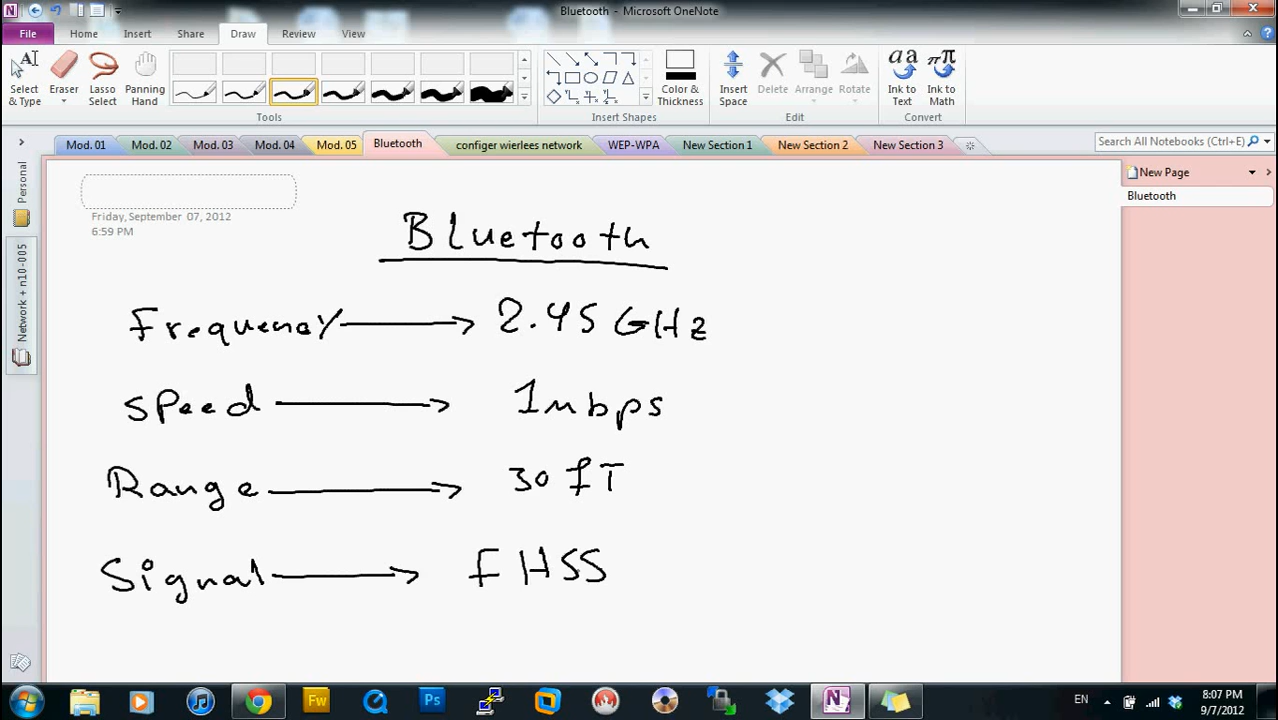 Bluetooth - Microsoft OneNote
File Home Insert Share Draw Review View
Select & Type Eraser Lasso Select Panning Hand Color & Thickness Insert Space Delete Arrange Rotate Ink to Text Ink to Math
Tools Insert Shapes Edit Convert
Mod. 01 Mod. 02 Mod. 03 Mod. 04 Mod. 05 Bluetooth configer wierlees network WEP-WPA New Section 1 New Section 2 New Section 3 Search All Notebooks (Ctrl+E)
Personal
Network + n10-005
New Page
Bluetooth
Friday, September 07, 2012
6:59 PM
Bluetooth
Frequency → 2.45 GHz
speed → 1mbps
Range → 30 fT
Signal → FHSS
Fw Ps EN 8:07 PM
9/7/2012